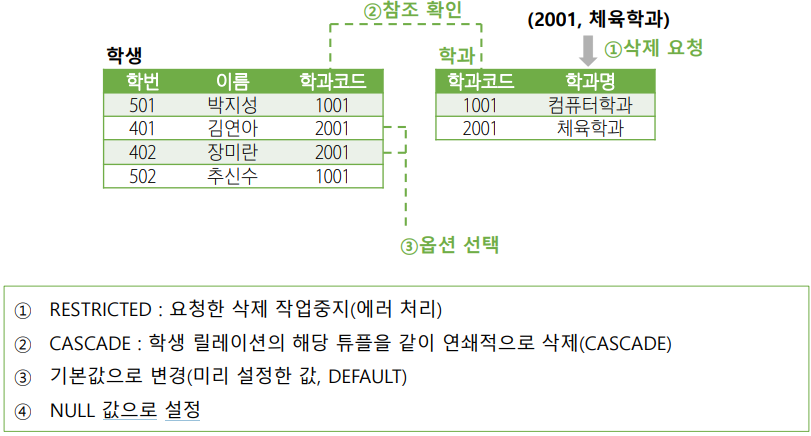 ②참조 확인
(2001, 체육학과)
①삭제 요청
학생
학과
학번 이름 학과코드
501 박지성 1001
401 김연아 2001
402 장미란 2001
502 추신수 1001
학과코드 학과명
1001 컴퓨터학과
2001 체육학과
③옵션 선택
① RESTRICTED : 요청한 삭제 작업중지(에러 처리)
② CASCADE : 학생 릴레이션의 해당 튜플을 같이 연쇄적으로 삭제(CASCADE)
③ 기본값으로 변경(미리 설정한 값, DEFAULT)
④ NULL 값으로 설정